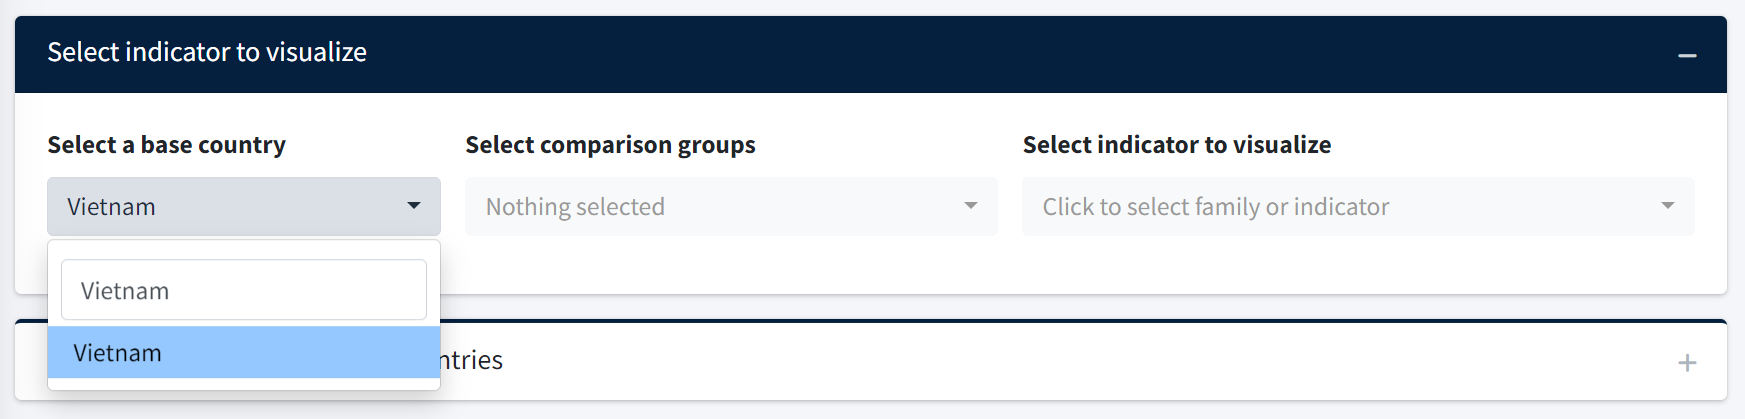 Select indicator to visualize
Select a base country
Select comparison groups
Select indicator to visualize
Vietnam
Nothing selected
Click to select family or indicator
Vietnam
Vietnam